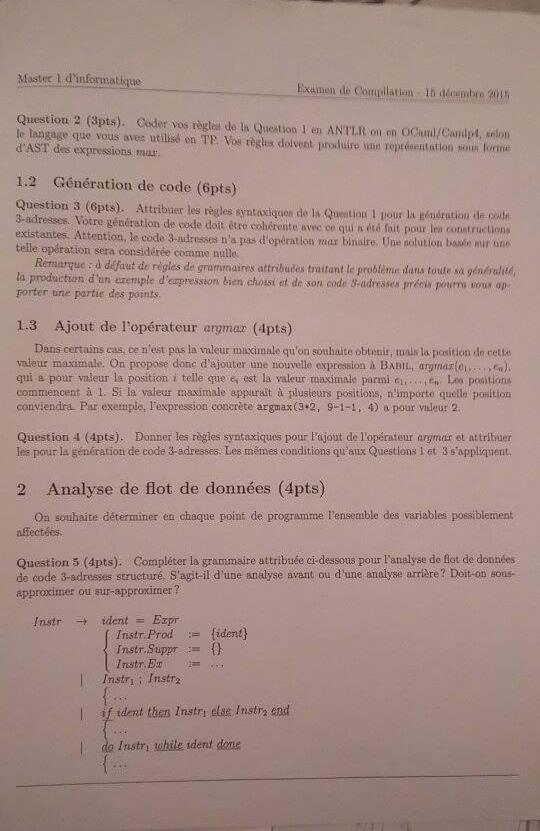 Master 1 d'informatique
Examen de Compilation - 15 décembre 2015
Question 2 (3pts). Coder vos règles de la Question 1 en ANTLR ou en OCaml/Camlp4, selon
le langage que vous avez utilisé en TP. Vos règles doivent produire une représentation sous forme
d'AST des expressions max.
1.2 Génération de code (6pts)
Question 3 (6pts). Attribuer les règles syntaxiques de la Question 1 pour la génération de code
3-adresses. Votre génération de code doit être cohérente avec ce qui a été fait pour les constructions
existantes. Attention, le code 3-adresses n'a pas d'opération max binaire. Une solution basée sur une
telle opération sera considérée comme nulle.
Remarque : à défaut de règles de grammaires attribuées traitant le problème dans toute sa généralité,
la production d'un exemple d'expression bien choisi et de son code 3-adresses précis pourra vous ap-
porter une partie des points.
1.3 Ajout de l'opérateur argmax (4pts)
Dans certains cas, ce n'est pas la valeur maximale qu'on souhaite obtenir, mais la position de cette
valeur maximale. On propose donc d'ajouter une nouvelle expression à BABIL, argmax(e1,...,en),
qui a pour valeur la position i telle que ei est la valeur maximale parmi e1,...,en. Les positions
commencent à 1. Si la valeur maximale apparaît à plusieurs positions, n'importe quelle position
conviendra. Par exemple, l'expression concrète argmax(3*2, 9-1-1, 4) a pour valeur 2.
Question 4 (4pts). Donner les règles syntaxiques pour l'ajout de l'opérateur argmax et attribuer
les pour la génération de code 3-adresses. Les mêmes conditions qu'aux Questions 1 et 3 s'appliquent.
2 Analyse de flot de données (4pts)
On souhaite déterminer en chaque point de programme l'ensemble des variables possiblement
affectées.
Question 5 (4pts). Compléter la grammaire attribuée ci-dessous pour l'analyse de flot de données
de code 3-adresses structuré. S'agit-il d'une analyse avant ou d'une analyse arrière ? Doit-on sous-
approximer ou sur-approximer ?
Instr → ident = Expr
{ Instr.Prod := {ident}
Instr.Suppr := {}
Instr.Ex := ...
| Instr1 ; Instr2
{ ...
| if ident then Instr1 else Instr2 end
{ ...
| do Instr1 while ident done
{ ...